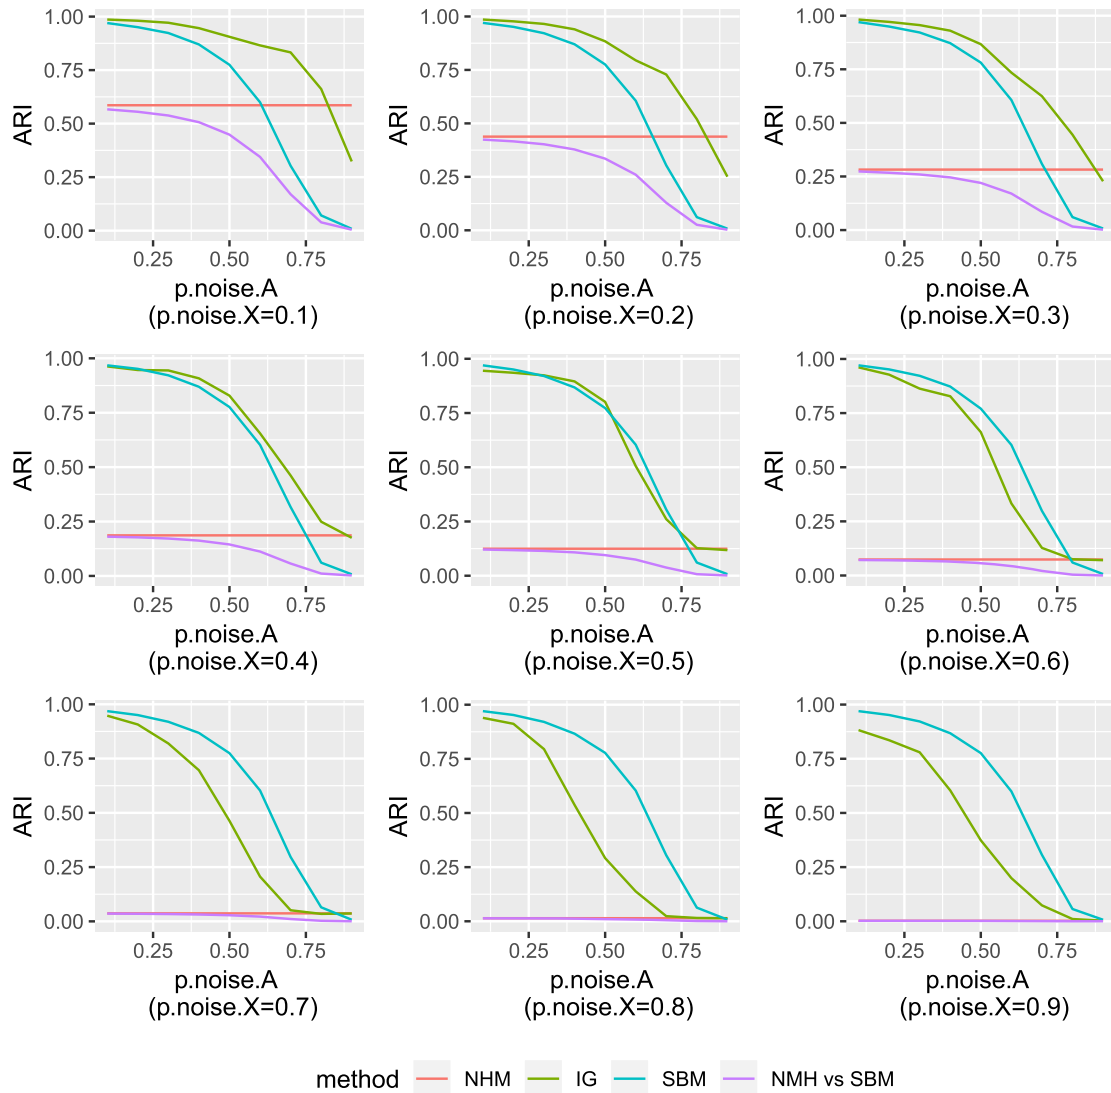 1.00
0.75
0.50
0.25
0.00
ARI
0.25 0.50 0.75
p.noise.A
(p.noise.X=0.1)
1.00
0.75
0.50
0.25
0.00
ARI
0.25 0.50 0.75
p.noise.A
(p.noise.X=0.2)
1.00
0.75
0.50
0.25
0.00
ARI
0.25 0.50 0.75
p.noise.A
(p.noise.X=0.3)
1.00
0.75
0.50
0.25
0.00
ARI
0.25 0.50 0.75
p.noise.A
(p.noise.X=0.4)
1.00
0.75
0.50
0.25
0.00
ARI
0.25 0.50 0.75
p.noise.A
(p.noise.X=0.5)
1.00
0.75
0.50
0.25
0.00
ARI
0.25 0.50 0.75
p.noise.A
(p.noise.X=0.6)
1.00
0.75
0.50
0.25
0.00
ARI
0.25 0.50 0.75
p.noise.A
(p.noise.X=0.7)
1.00
0.75
0.50
0.25
0.00
ARI
0.25 0.50 0.75
p.noise.A
(p.noise.X=0.8)
1.00
0.75
0.50
0.25
0.00
ARI
0.25 0.50 0.75
p.noise.A
(p.noise.X=0.9)
method NHM IG SBM NMH vs SBM